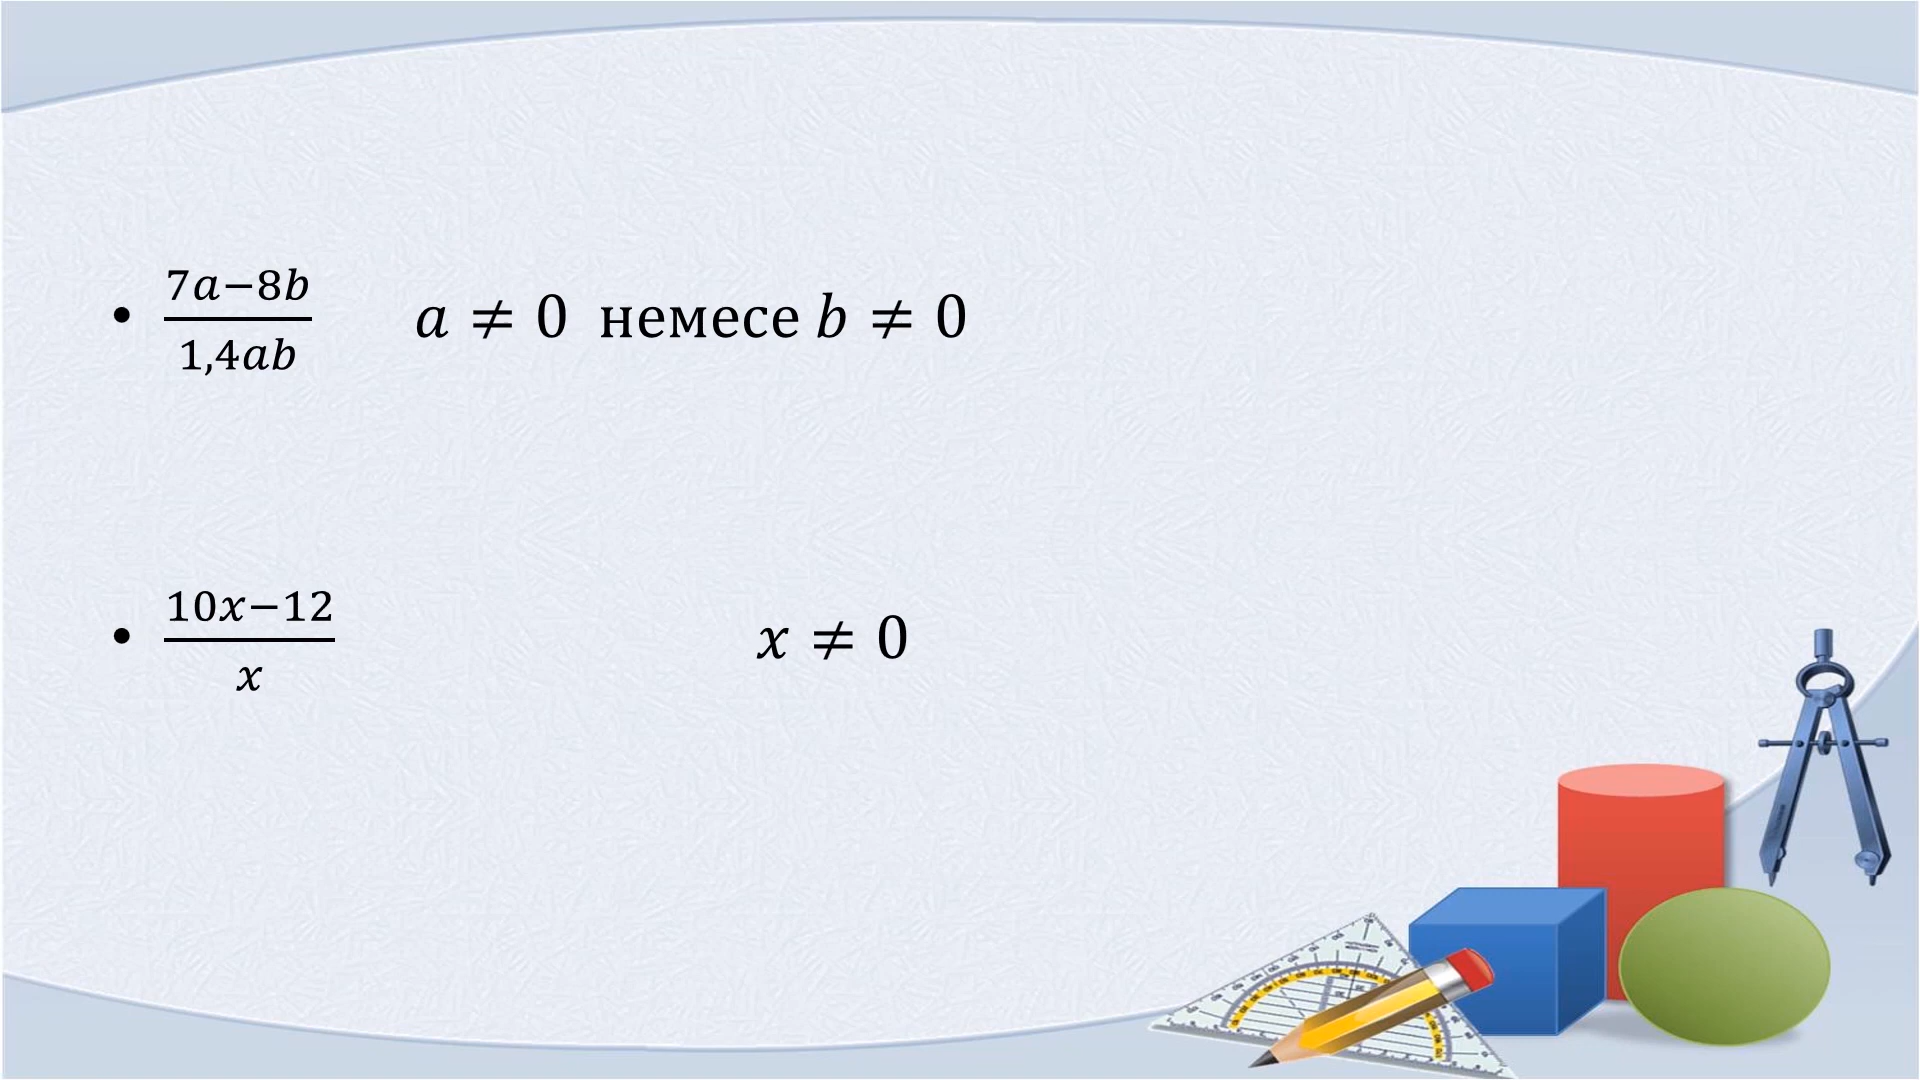 • (7a−8b)/(1,4ab) a ≠ 0 немесе b ≠ 0
• (10x−12)/x x ≠ 0